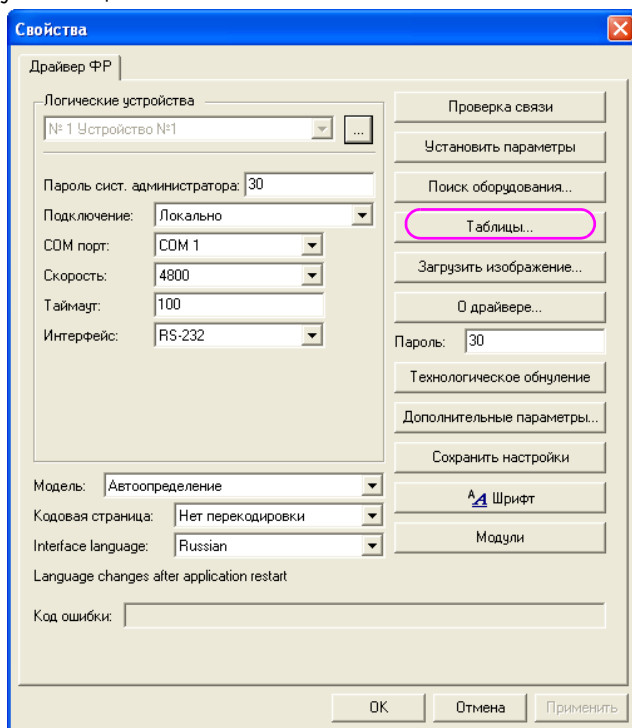 Свойства
Драйвер ФР
Логические устройства
№ 1 Устройство №1
...
Пароль сист. администратора: 30
Подключение: Локально
COM порт: COM 1
Скорость: 4800
Таймаут: 100
Интерфейс: RS-232
Модель: Автоопределение
Кодовая страница: Нет перекодировки
Interface language: Russian
Language changes after application restart
Код ошибки:
Проверка связи
Установить параметры
Поиск оборудования...
Таблицы...
Загрузить изображение...
О драйвере...
Пароль: 30
Технологическое обнуление
Дополнительные параметры...
Сохранить настройки
AA Шрифт
Модули
OK Отмена Применить